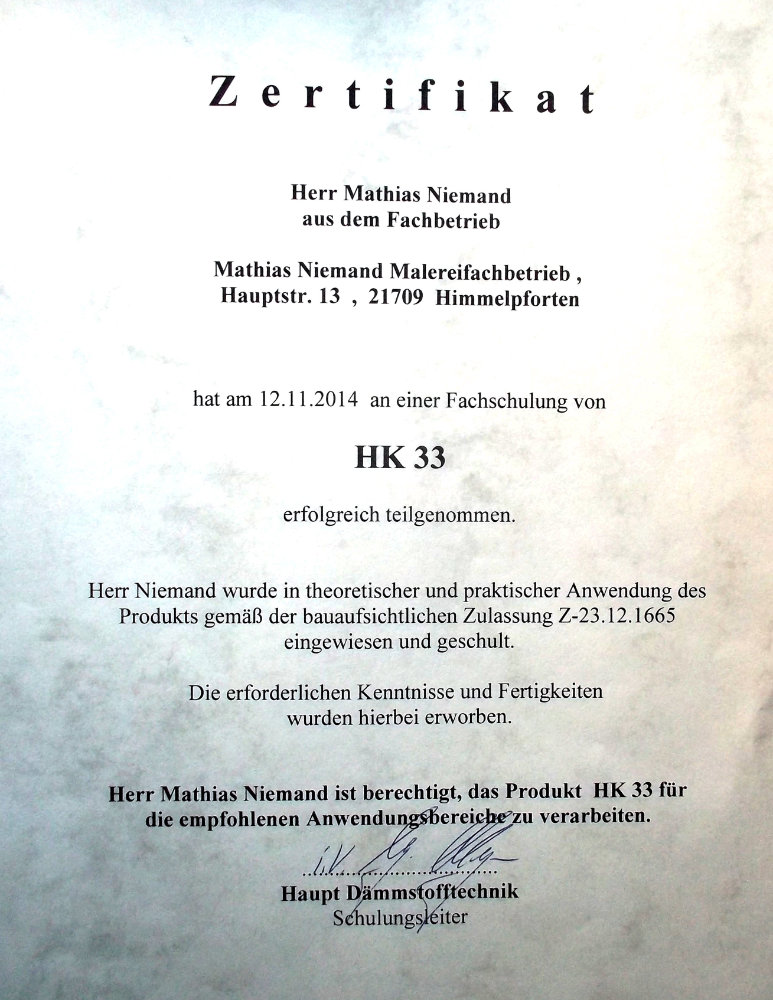 Zertifikat
Herr Mathias Niemand
aus dem Fachbetrieb
Mathias Niemand Malereifachbetrieb ,
Hauptstr. 13 , 21709 Himmelpforten
hat am 12.11.2014 an einer Fachschulung von
HK 33
erfolgreich teilgenommen.
Herr Niemand wurde in theoretischer und praktischer Anwendung des
Produkts gemäß der bauaufsichtlichen Zulassung Z-23.12.1665
eingewiesen und geschult.
Die erforderlichen Kenntnisse und Fertigkeiten
wurden hierbei erworben.
Herr Mathias Niemand ist berechtigt, das Produkt HK 33 für
die empfohlenen Anwendungsbereiche zu verarbeiten.
i.V.
Haupt Dämmstofftechnik
Schulungsleiter